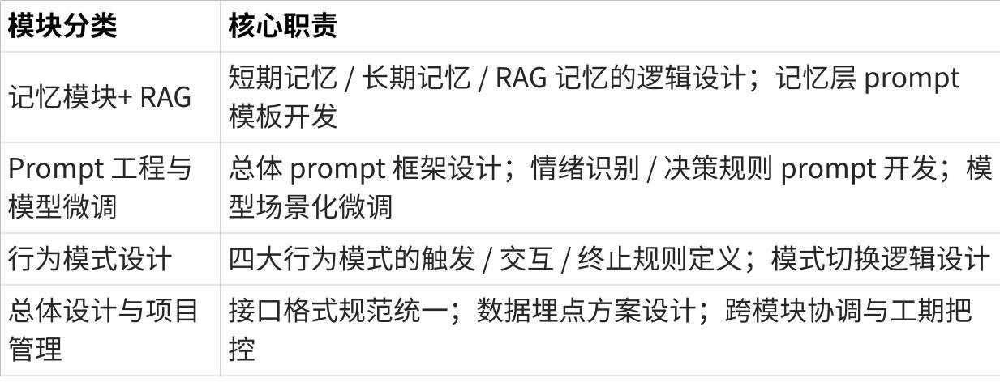 模块分类
核心职责
记忆模块+ RAG
短期记忆 / 长期记忆 / RAG 记忆的逻辑设计；记忆层 prompt
模板开发
Prompt 工程与
模型微调
总体 prompt 框架设计；情绪识别 / 决策规则 prompt 开发；模
型场景化微调
行为模式设计
四大行为模式的触发 / 交互 / 终止规则定义；模式切换逻辑设计
总体设计与项目
管理
接口格式规范统一；数据埋点方案设计；跨模块协调与工期把
控